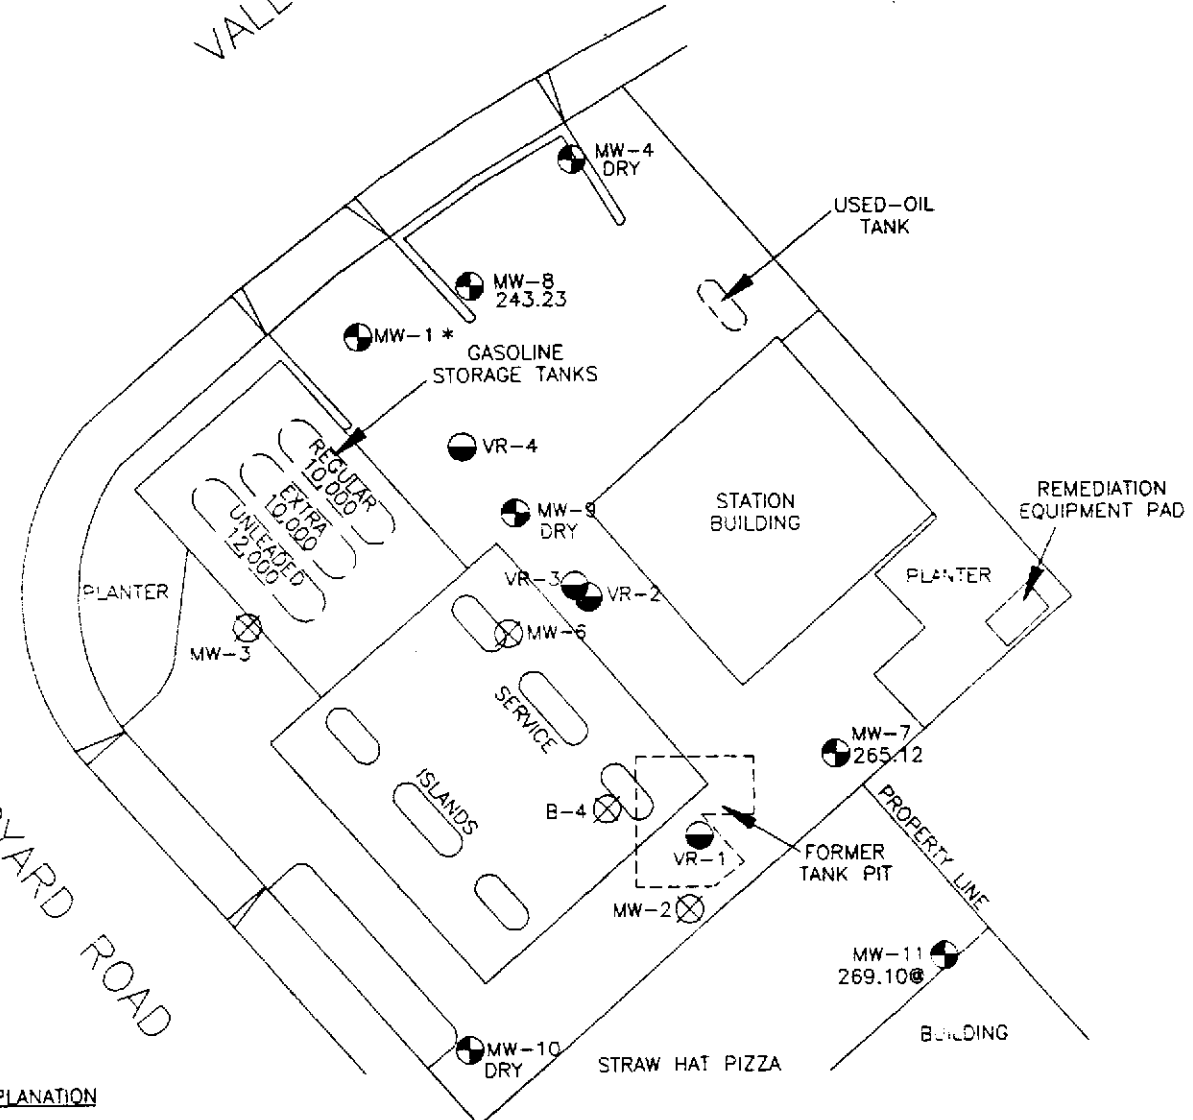 VALL
MW-4
DRY
USED-OIL
TANK
MW-8
243.23
MW-1 *
GASOLINE
STORAGE TANKS
VR-4
REGULAR
10,000
EXTRA
10,000
UNLEADED
12,000
MW-9
DRY
STATION
BUILDING
REMEDIATION
EQUIPMENT PAD
PLANTER
VR-3
VR-2
PLANTER
MW-3
MW-6
SERVICE
ISLANDS
MW-7
265.12
B-4
PROPERTY LINE
VR-1
FORMER
TANK PIT
MW-2
MW-11
269.10@
YARD ROAD
BUILDING
MW-10
DRY
STRAW HAT PIZZA
PLANATION